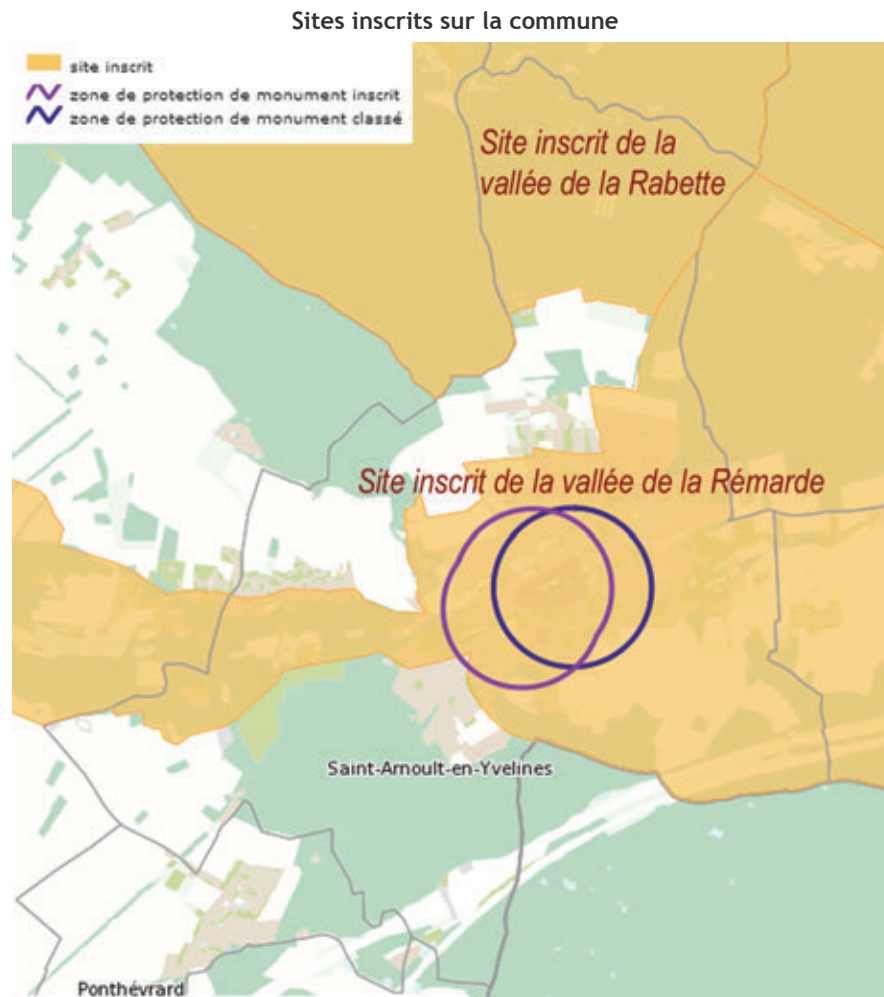 Sites inscrits sur la commune
site inscrit
zone de protection de monument inscrit
zone de protection de monument classé
Site inscrit de la
vallée de la Rabette
Site inscrit de la vallée de la Rémarde
Saint-Arnoult-en-Yvelines
Ponthévrard